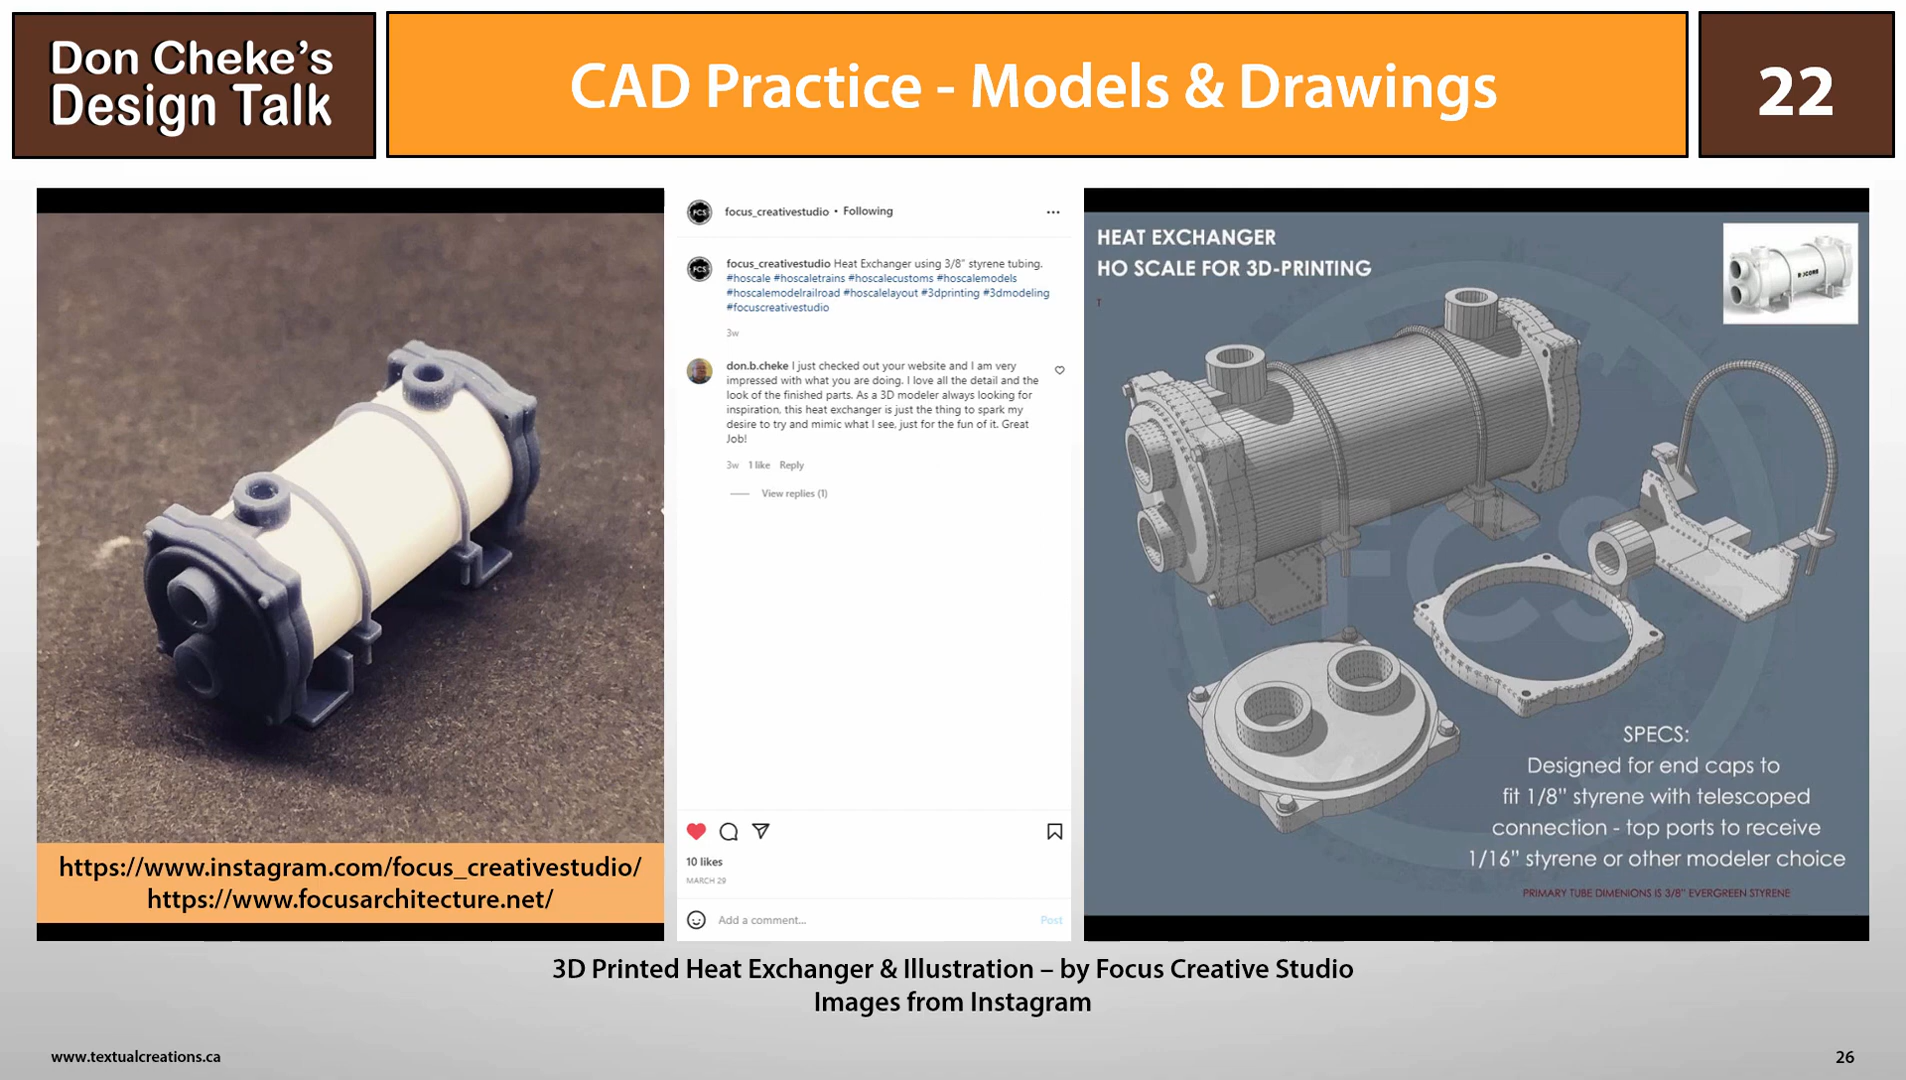 Don Cheke's
Design Talk
CAD Practice - Models & Drawings
22
FCS
focus_creativestudio • Following
FCS
focus_creativestudio Heat Exchanger using 3/8" styrene tubing.
#hoscale #hoscaletrains #hoscalecustoms #hoscalemodels
#hoscalemodelrailroad #hoscalelayout #3dprinting #3dmodeling
#focuscreativestudio
3w
don.b.cheke I just checked out your website and I am very
impressed with what you are doing. I love all the detail and the
look of the finished parts. As a 3D modeler always looking for
inspiration, this heat exchanger is just the thing to spark my
desire to try and mimic what I see, just for the fun of it. Great
Job!
3w 1 like Reply
View replies (1)
10 likes
MARCH 29
Add a comment... Post
https://www.instagram.com/focus_creativestudio/
https://www.focusarchitecture.net/
HEAT EXCHANGER
HO SCALE FOR 3D-PRINTING
T
FCS
SPECS:
Designed for end caps to
fit 1/8" styrene with telescoped
connection - top ports to receive
1/16" styrene or other modeler choice
PRIMARY TUBE DIMENIONS IS 3/8" EVERGREEN STYRENE
3D Printed Heat Exchanger & Illustration – by Focus Creative Studio
Images from Instagram
www.textualcreations.ca
26